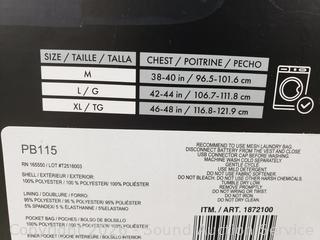 SIZE / TAILLE / TALLA
CHEST / POITRINE / PECHO
M
38-40 in / 96.5-101.6 cm
L / G
42-44 in / 106.7-111.8 cm
XL / TG
46-48 in / 116.8-121.9 cm
PB115
RN 165550 / LOT #T2516003
SHELL / EXTÉRIEUR / EXTERIOR:
100% POLYESTER / 100 % POLYESTER/ 100% POLIÉSTER
LINING / DOUBLURE / FORRO:
95% POLYESTER / 95 % POLYESTER/ 95% POLIÉSTER
5% SPANDEX/ 5 % ÉLASTHANNE / 5%ELASTANO
POCKET BAG / POCHES / BOLSO DE BOLSILLO:
100% POLYESTER / 100 % POLYESTER/ 100% POLIÉSTER
RECOMMEND TO USE MESH LAUNDRY BAG
DISCONNECT BATTERY FROM THE VEST AND CLOSE
USB CONNECTOR CAP BEFORE WASHING
MACHINE WASH COLD SEPARATELY
GENTLE CYCLE
USE MILD DETERGENT
DO NOT USE FABRIC SOFTENER
DO NOT BLEACH. DO NOT USE OTHER HARSH CHEMICALS
TUMBLE DRY LOW
REMOVE PROMPTLY
DO NOT IRON
DO NOT DRY CLEAN
ITM. / ART. 1872100